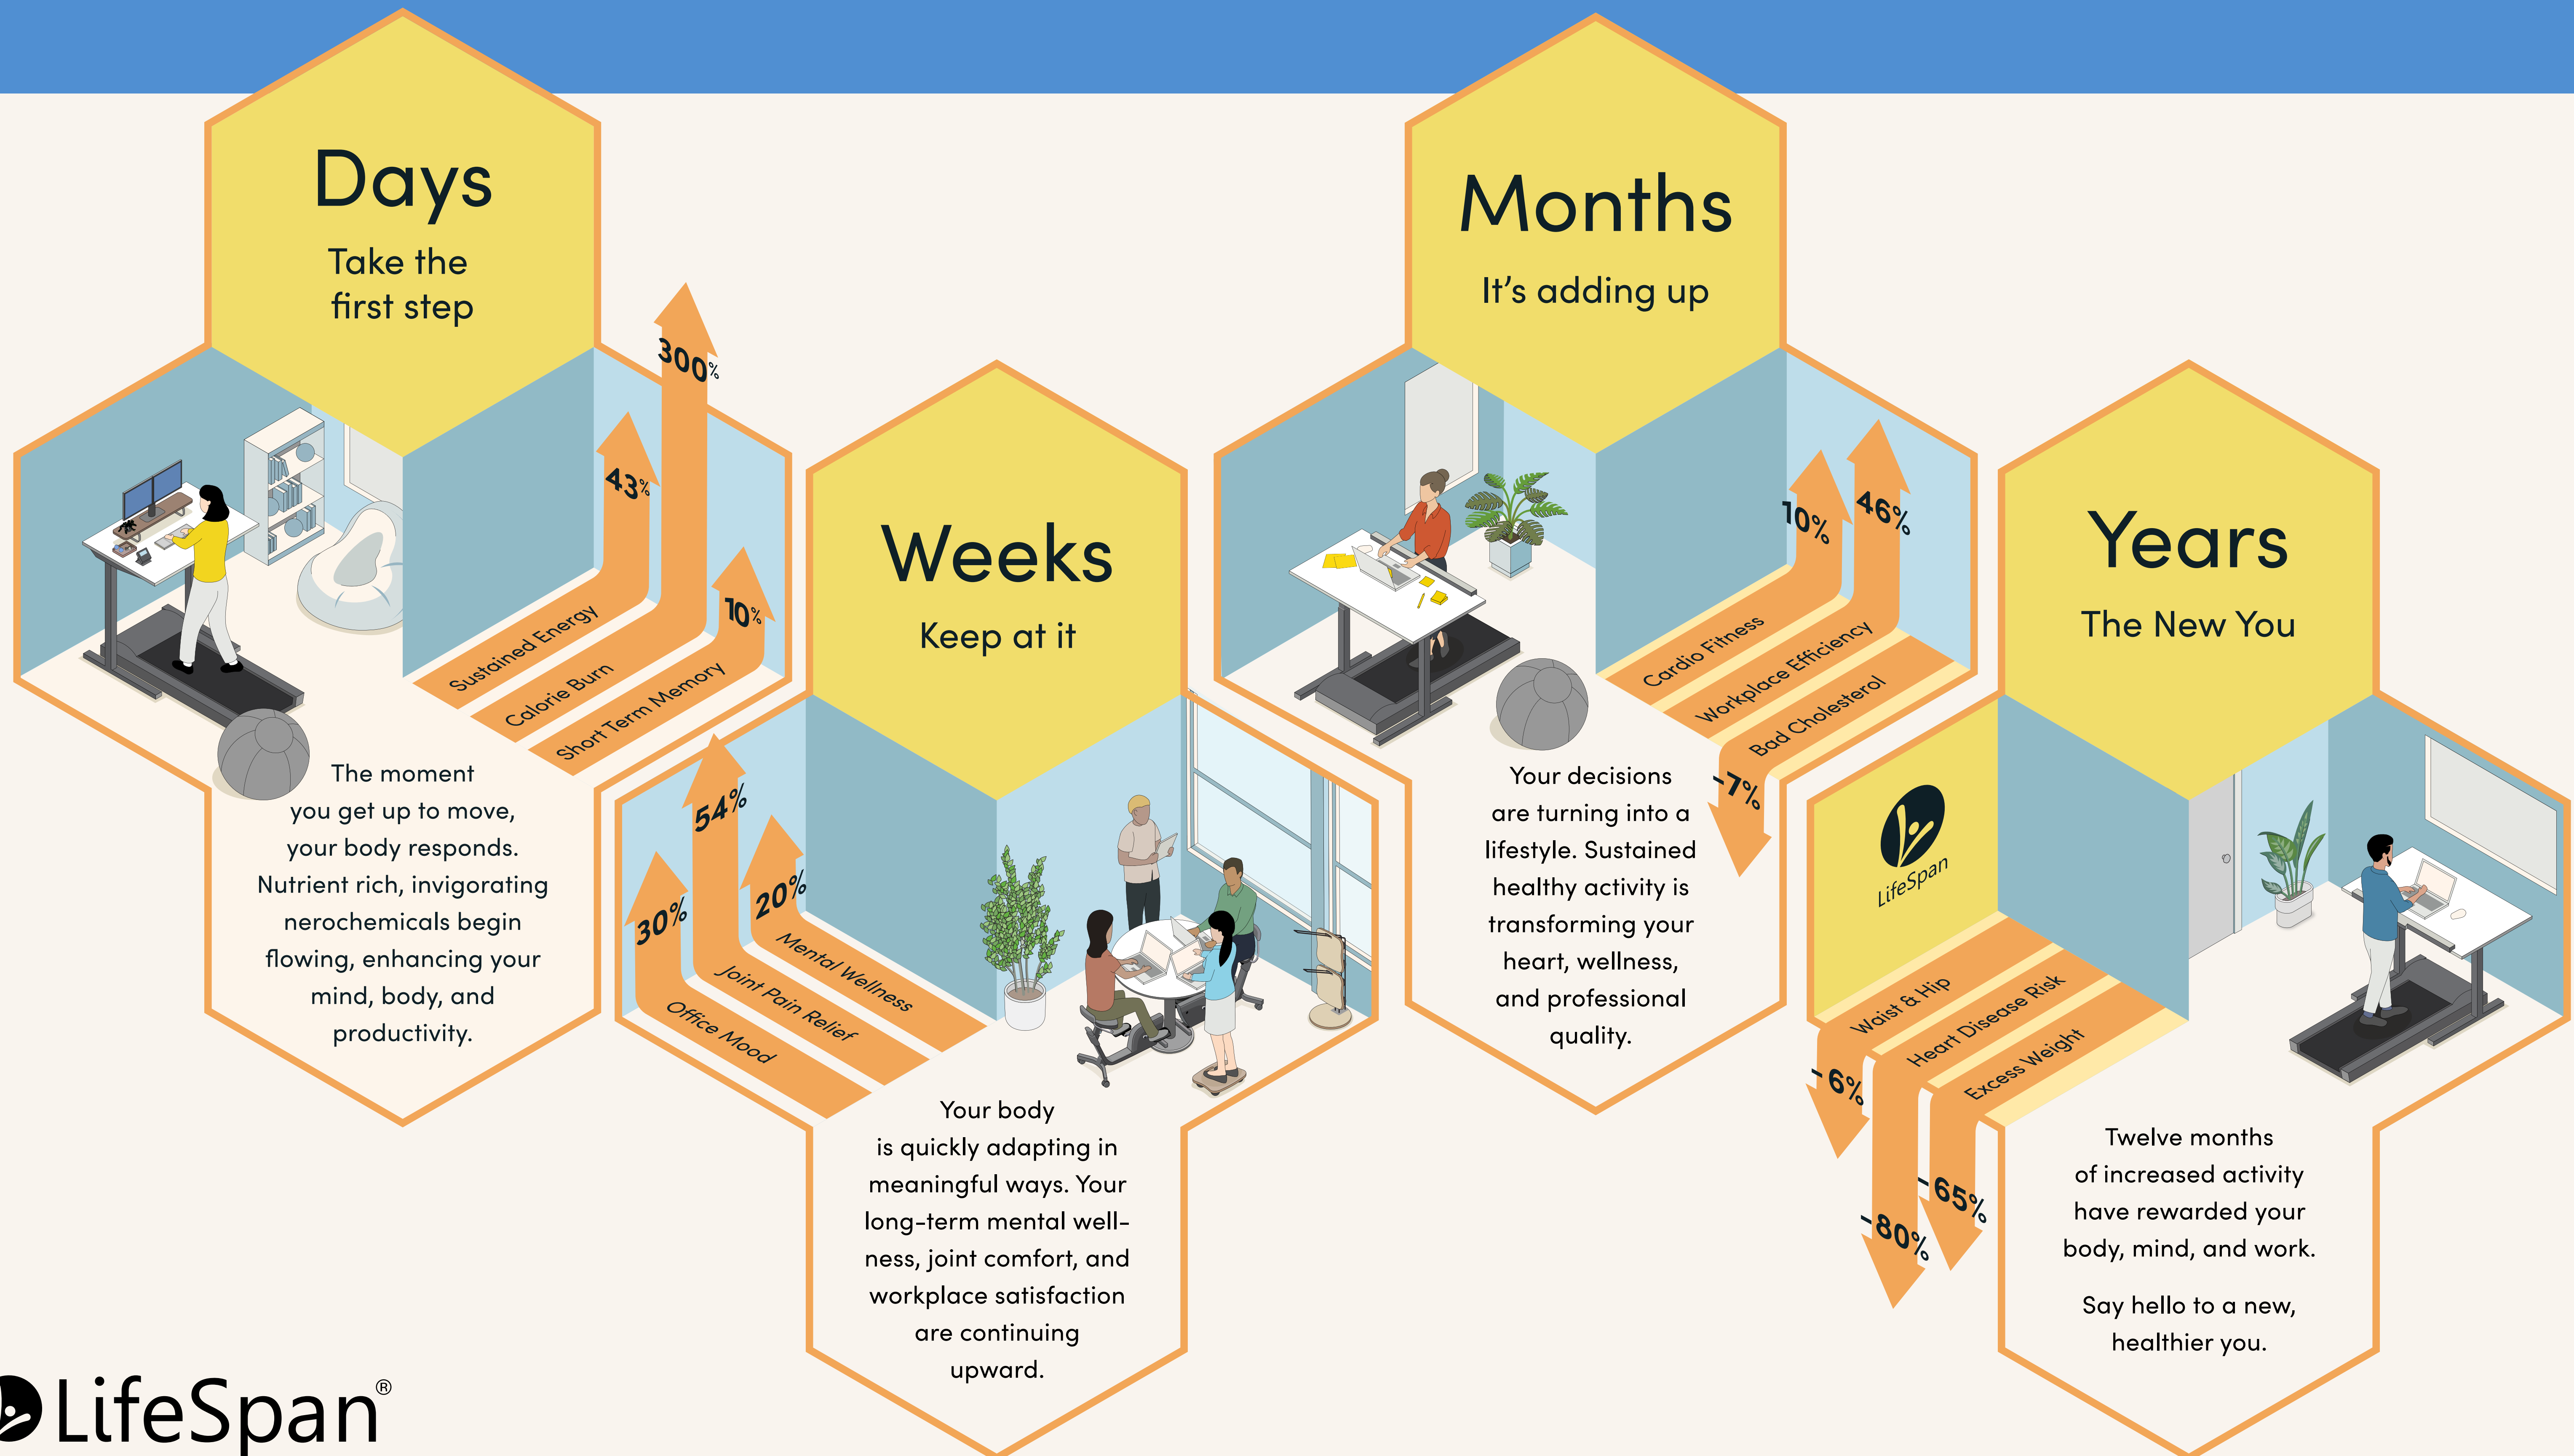 Days
Take the
first step
300%
43%
10%
Sustained Energy
Calorie Burn
Short Term Memory
The moment
you get up to move,
your body responds.
Nutrient rich, invigorating
nerochemicals begin
flowing, enhancing your
mind, body, and
productivity.
Weeks
Keep at it
54%
20%
30%
Mental Wellness
Joint Pain Relief
Office Mood
Your body
is quickly adapting in
meaningful ways. Your
long-term mental well-
ness, joint comfort, and
workplace satisfaction
are continuing
upward.
Months
It's adding up
10%
46%
Cardio Fitness
Workplace Efficiency
Bad Cholesterol
-7%
Your decisions
are turning into a
lifestyle. Sustained
healthy activity is
transforming your
heart, wellness,
and professional
quality.
Years
The New You
LifeSpan
Waist & Hip
Heart Disease Risk
Excess Weight
-6%
-80%
-65%
Twelve months
of increased activity
have rewarded your
body, mind, and work.
Say hello to a new,
healthier you.
LifeSpan®